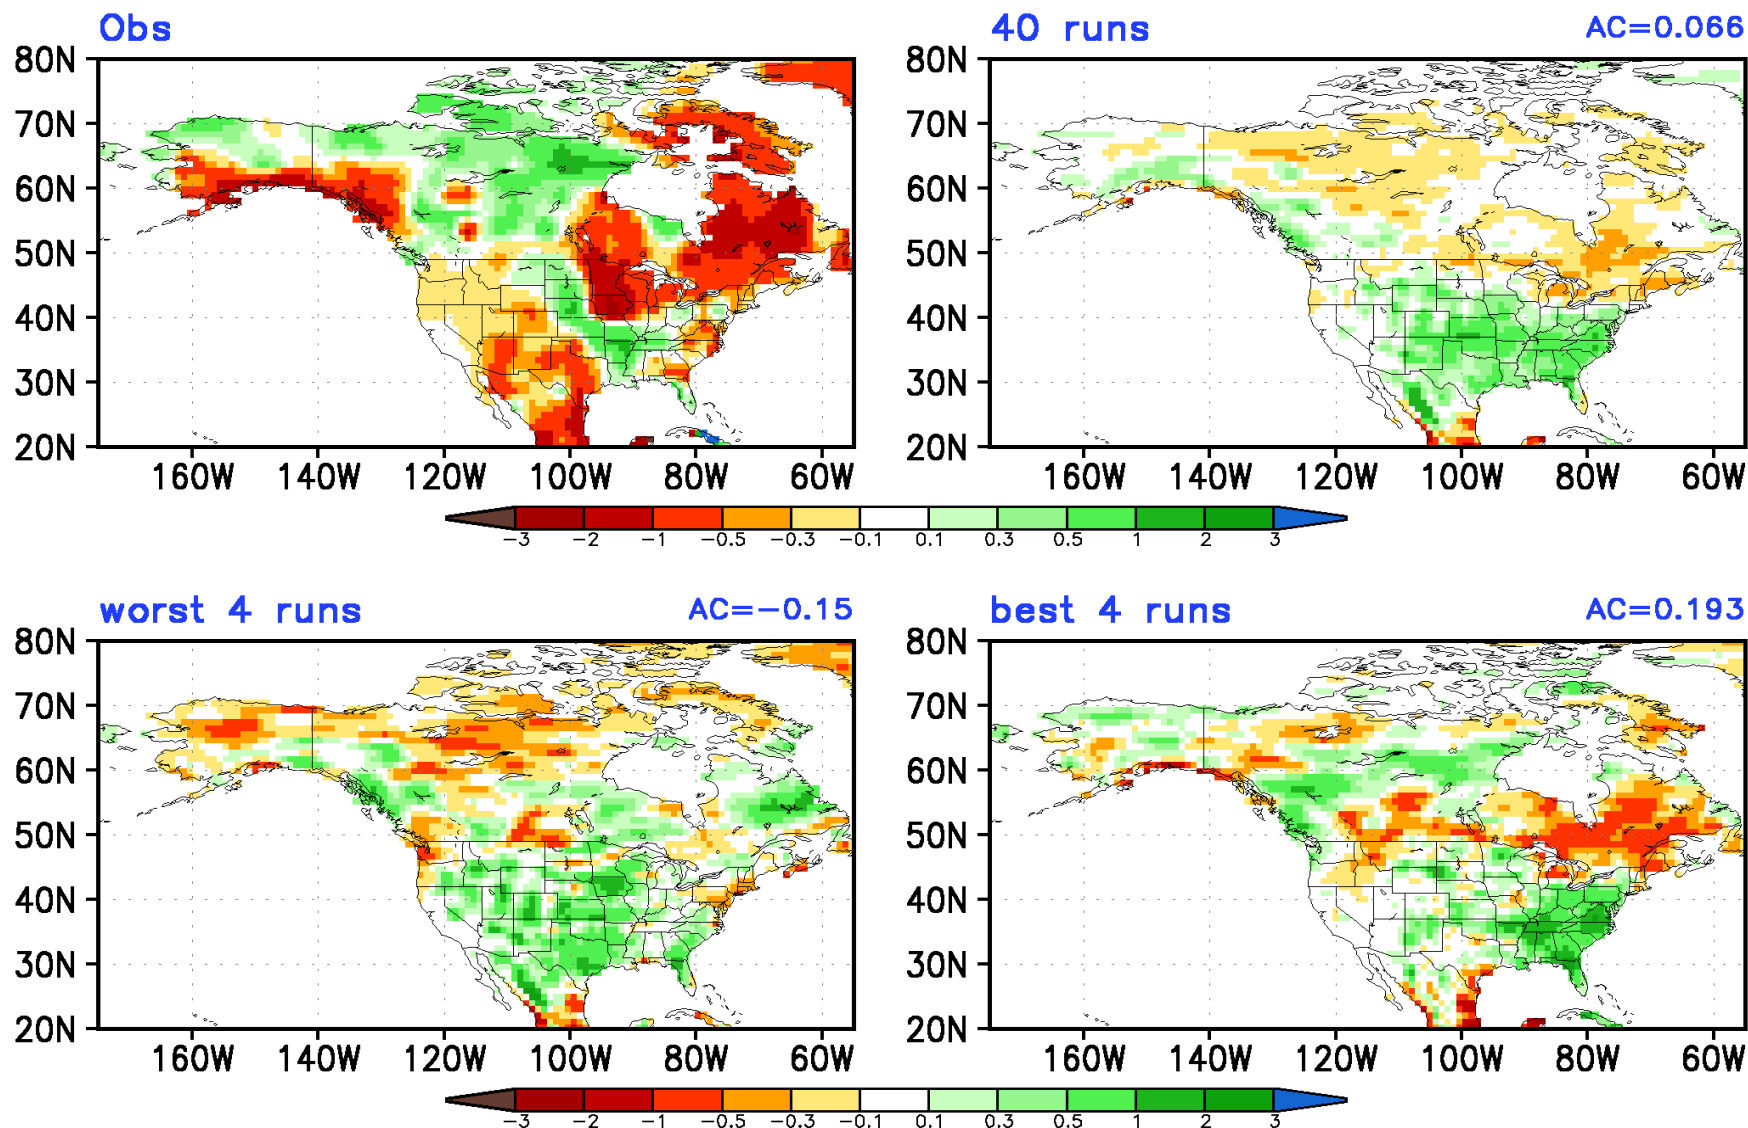 Obs
40 runs AC=0.066
80N 80N
70N 70N
60N 60N
50N 50N
40N 40N
30N 30N
20N 20N
160W 140W 120W 100W 80W 60W 160W 140W 120W 100W 80W 60W
-3 -2 -1 -0.5 -0.3 -0.1 0.1 0.3 0.5 1 2 3
worst 4 runs AC=-0.15
best 4 runs AC=0.193
80N 80N
70N 70N
60N 60N
50N 50N
40N 40N
30N 30N
20N 20N
160W 140W 120W 100W 80W 60W 160W 140W 120W 100W 80W 60W
-3 -2 -1 -0.5 -0.3 -0.1 0.1 0.3 0.5 1 2 3